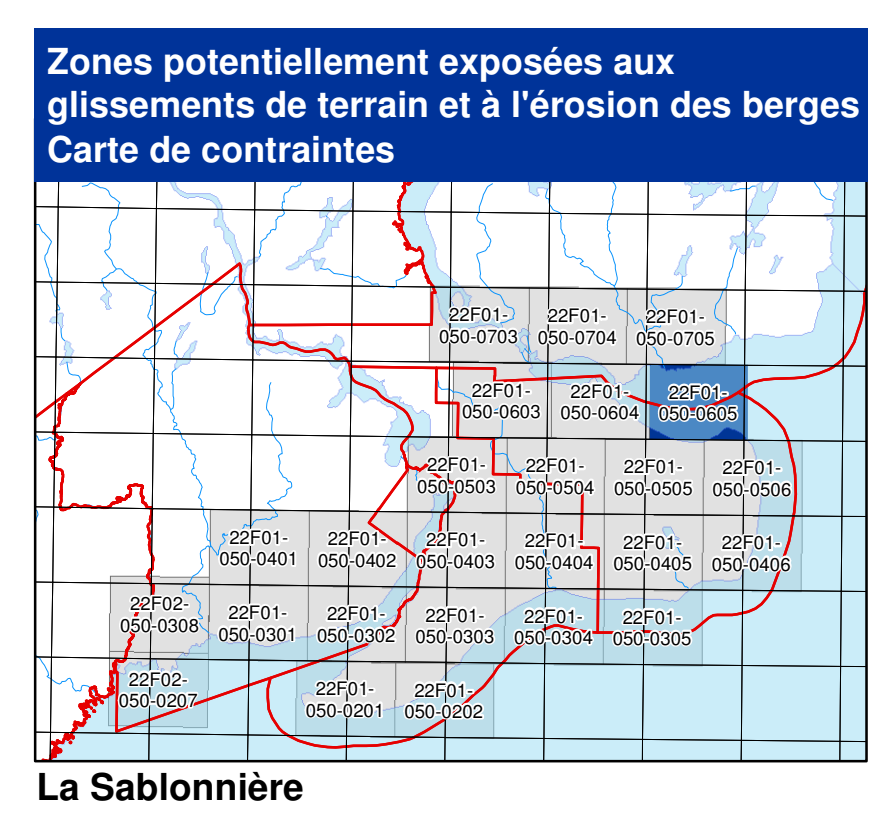 Zones potentiellement exposées aux
glissements de terrain et à l'érosion des berges
Carte de contraintes
22F01-
050-0703
22F01-
050-0704
22F01-
050-0705
22F01-
050-0603
22F01-
050-0604
22F01-
050-0605
22F01-
050-0503
22F01-
050-0504
22F01-
050-0505
22F01-
050-0506
22F01-
050-0401
22F01-
050-0402
22F01-
050-0403
22F01-
050-0404
22F01-
050-0405
22F01-
050-0406
22F02-
050-0308
22F01-
050-0301
22F01-
050-0302
22F01-
050-0303
22F01-
050-0304
22F01-
050-0305
22F02-
050-0207
22F01-
050-0201
22F01-
050-0202
La Sablonnière